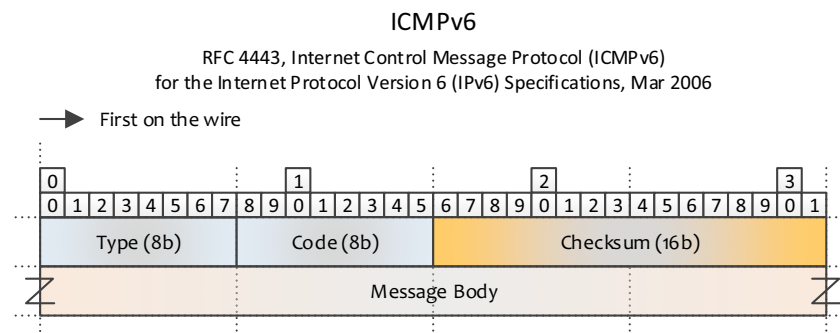 ICMPv6
RFC 4443, Internet Control Message Protocol (ICMPv6)
for the Internet Protocol Version 6 (IPv6) Specifications, Mar 2006
First on the wire
0 1 2 3
0 1 2 3 4 5 6 7 8 9 0 1 2 3 4 5 6 7 8 9 0 1 2 3 4 5 6 7 8 9 0 1
Type (8b) Code (8b) Checksum (16b)
Message Body